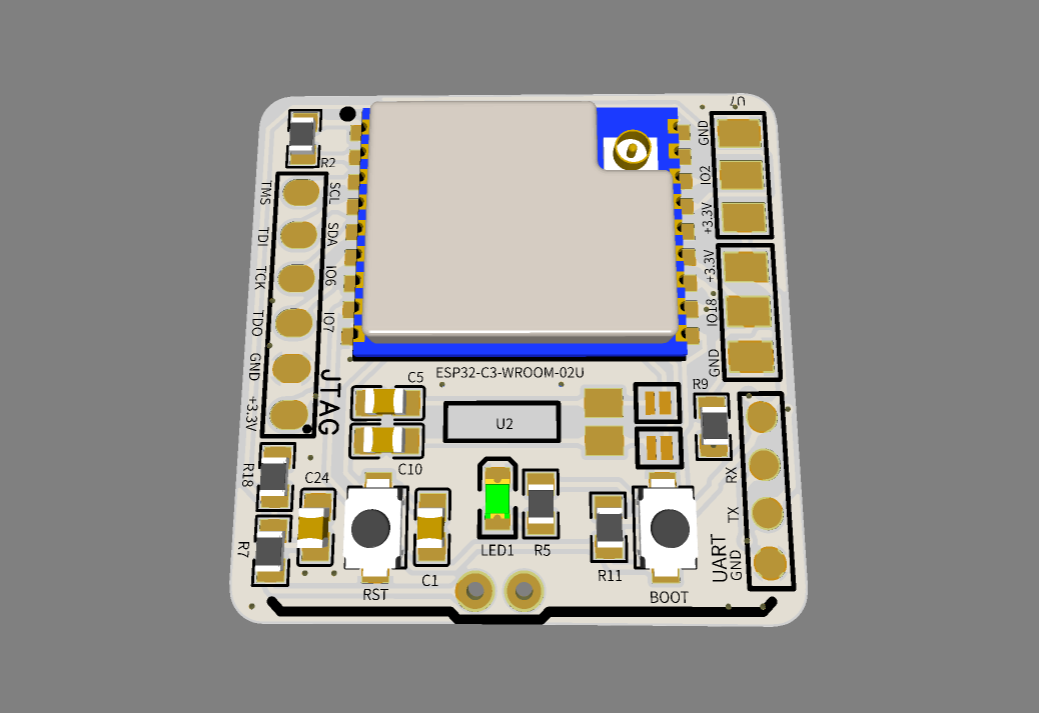 U7
GND
IO2
+3.3V
R2
TMS
SCL
TDI
SDA
TCK
IO6
TDO
IO7
GND
+3.3V
JTAG
+3.3V
IO18
GND
ESP32-C3-WROOM-02U
C5
C10
U2
R9
R18
C24
R7
RST
C1
LED1
R5
R11
BOOT
RX
TX
GND
UART